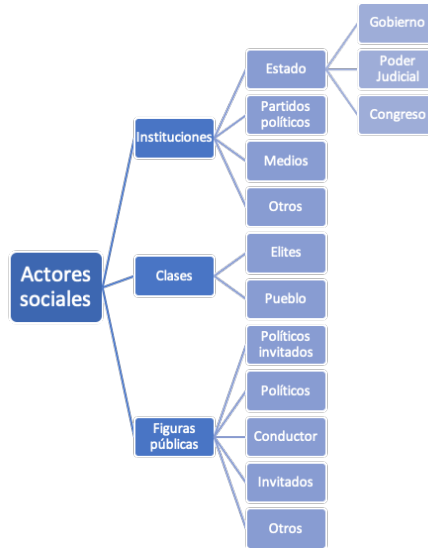 Gobierno
Estado
Poder
Judicial
Partidos
políticos
Congreso
Instituciones
Medios
Otros
Elites
Actores
sociales
Clases
Pueblo
Políticos
invitados
Políticos
Figuras
públicas
Conductor
Invitados
Otros